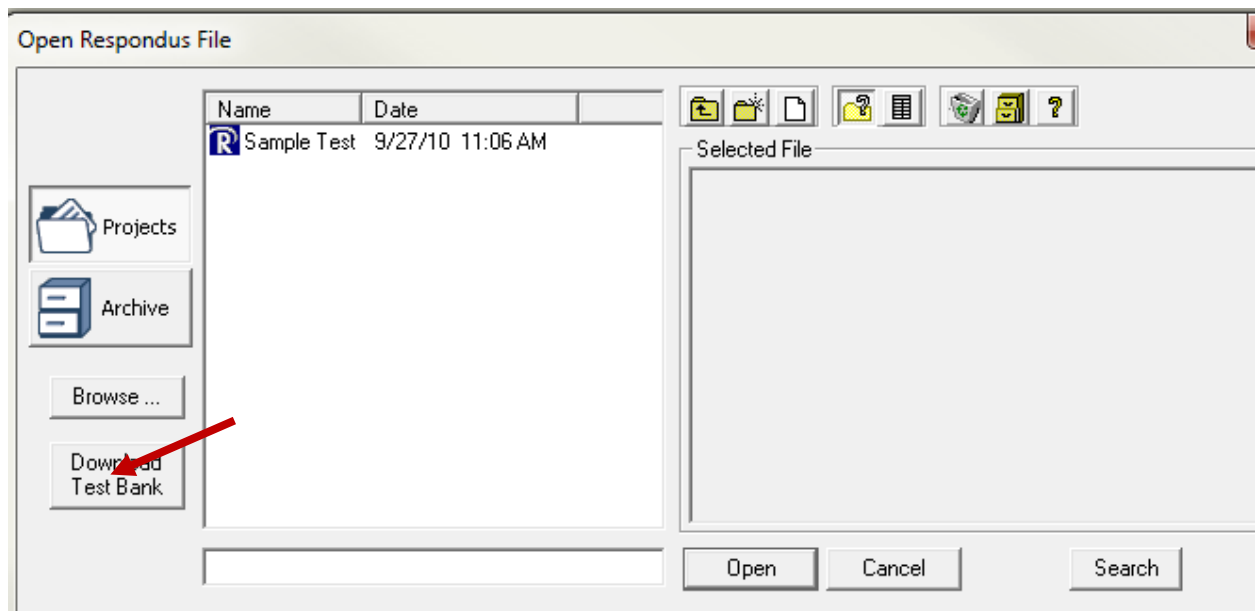 Open Respondus File
Name Date
Sample Test 9/27/10 11:06 AM
Selected File
Projects
Archive
Browse ...
Download
Test Bank
Open Cancel Search